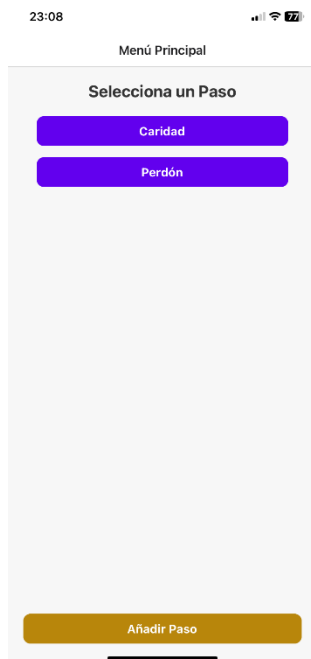 23:08
77
Menú Principal
Selecciona un Paso
Caridad
Perdón
Añadir Paso